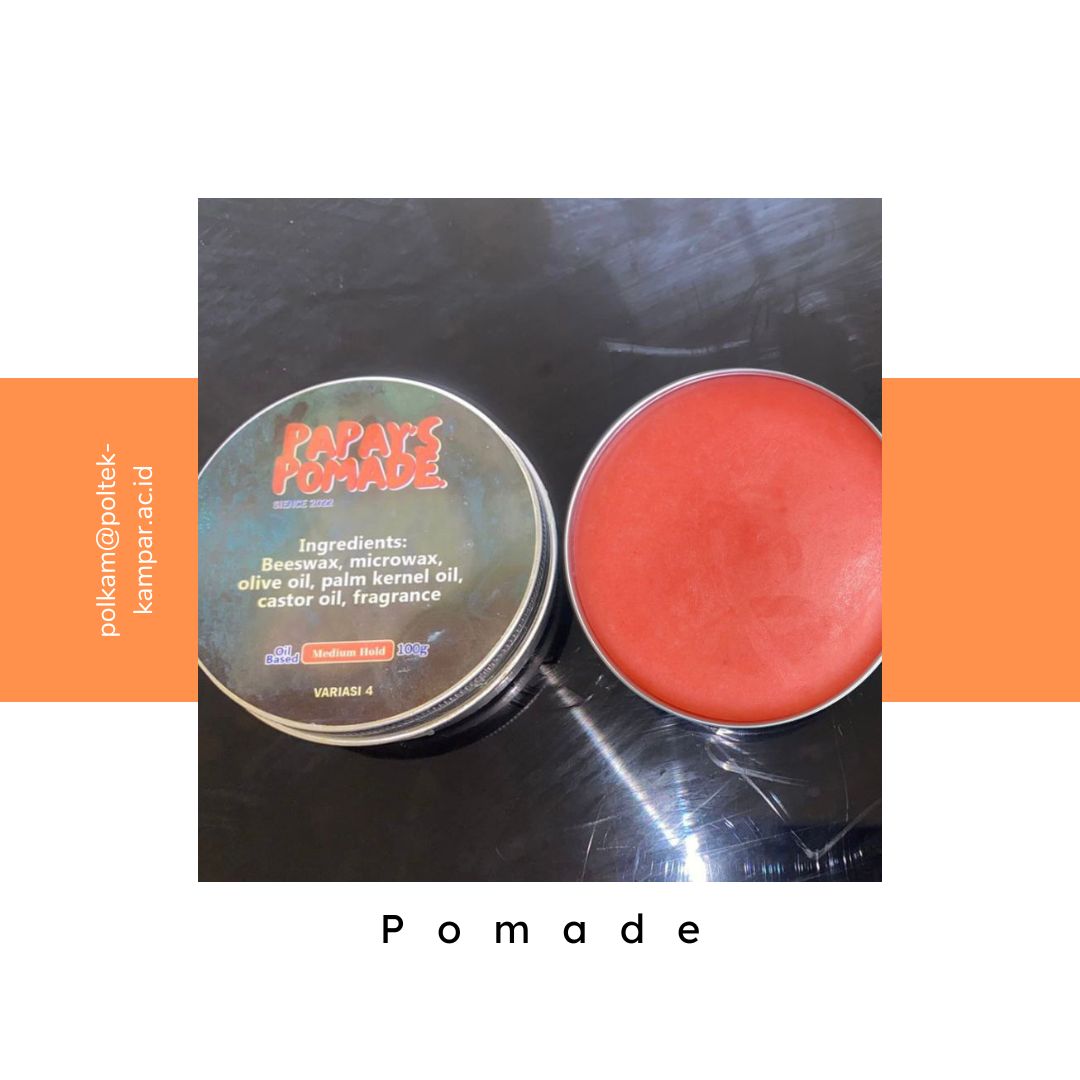 polkam@poltek-
kampar.ac.id
PAPAY'S
POMADE.
SIENCE 2022
Ingredients:
Beeswax, microwax,
olive oil, palm kernel oil,
castor oil, fragrance
Oil
Based
Medium Hold
100g
VARIASI 4
Pomade